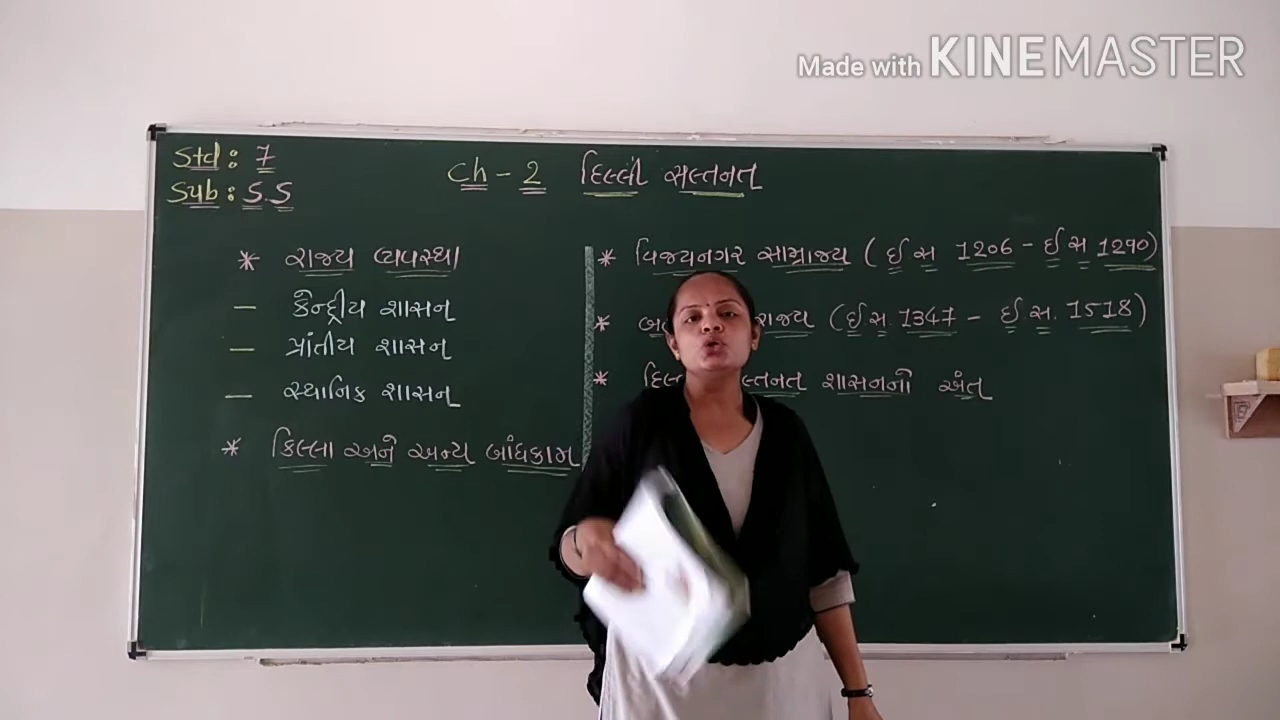 Made with KINEMASTER
Std : 7
Sub : S.S
Ch - 2 દિલ્લી સલ્તનત
* રાજ્ય વ્યવસ્થા
— કેન્દ્રીય શાસન
— પ્રાંતીય શાસન
— સ્થાનિક શાસન
* કિલ્લા અને અન્ય બાંધકામ
* વિજયનગર સામ્રાજ્ય ( ઈ સ 1206 - ઈ સ 1290)
* રાજ્ય (ઈ સ. 1347 - ઈ સ. 1518)
* શાસનનો અંત